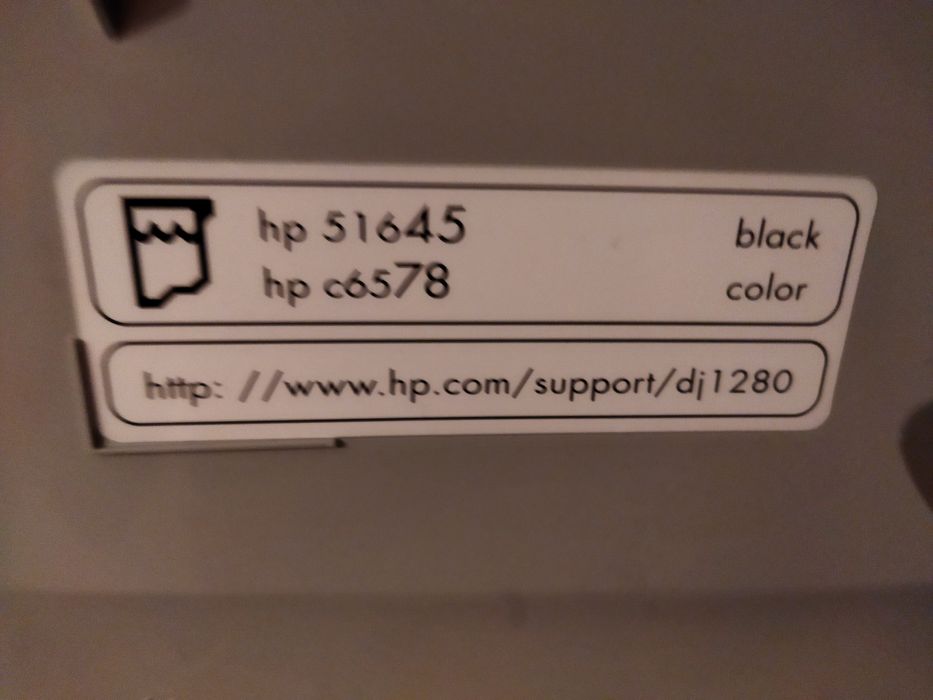 hp 51645 black
hp c6578 color
http: //www.hp.com/support/dj1280